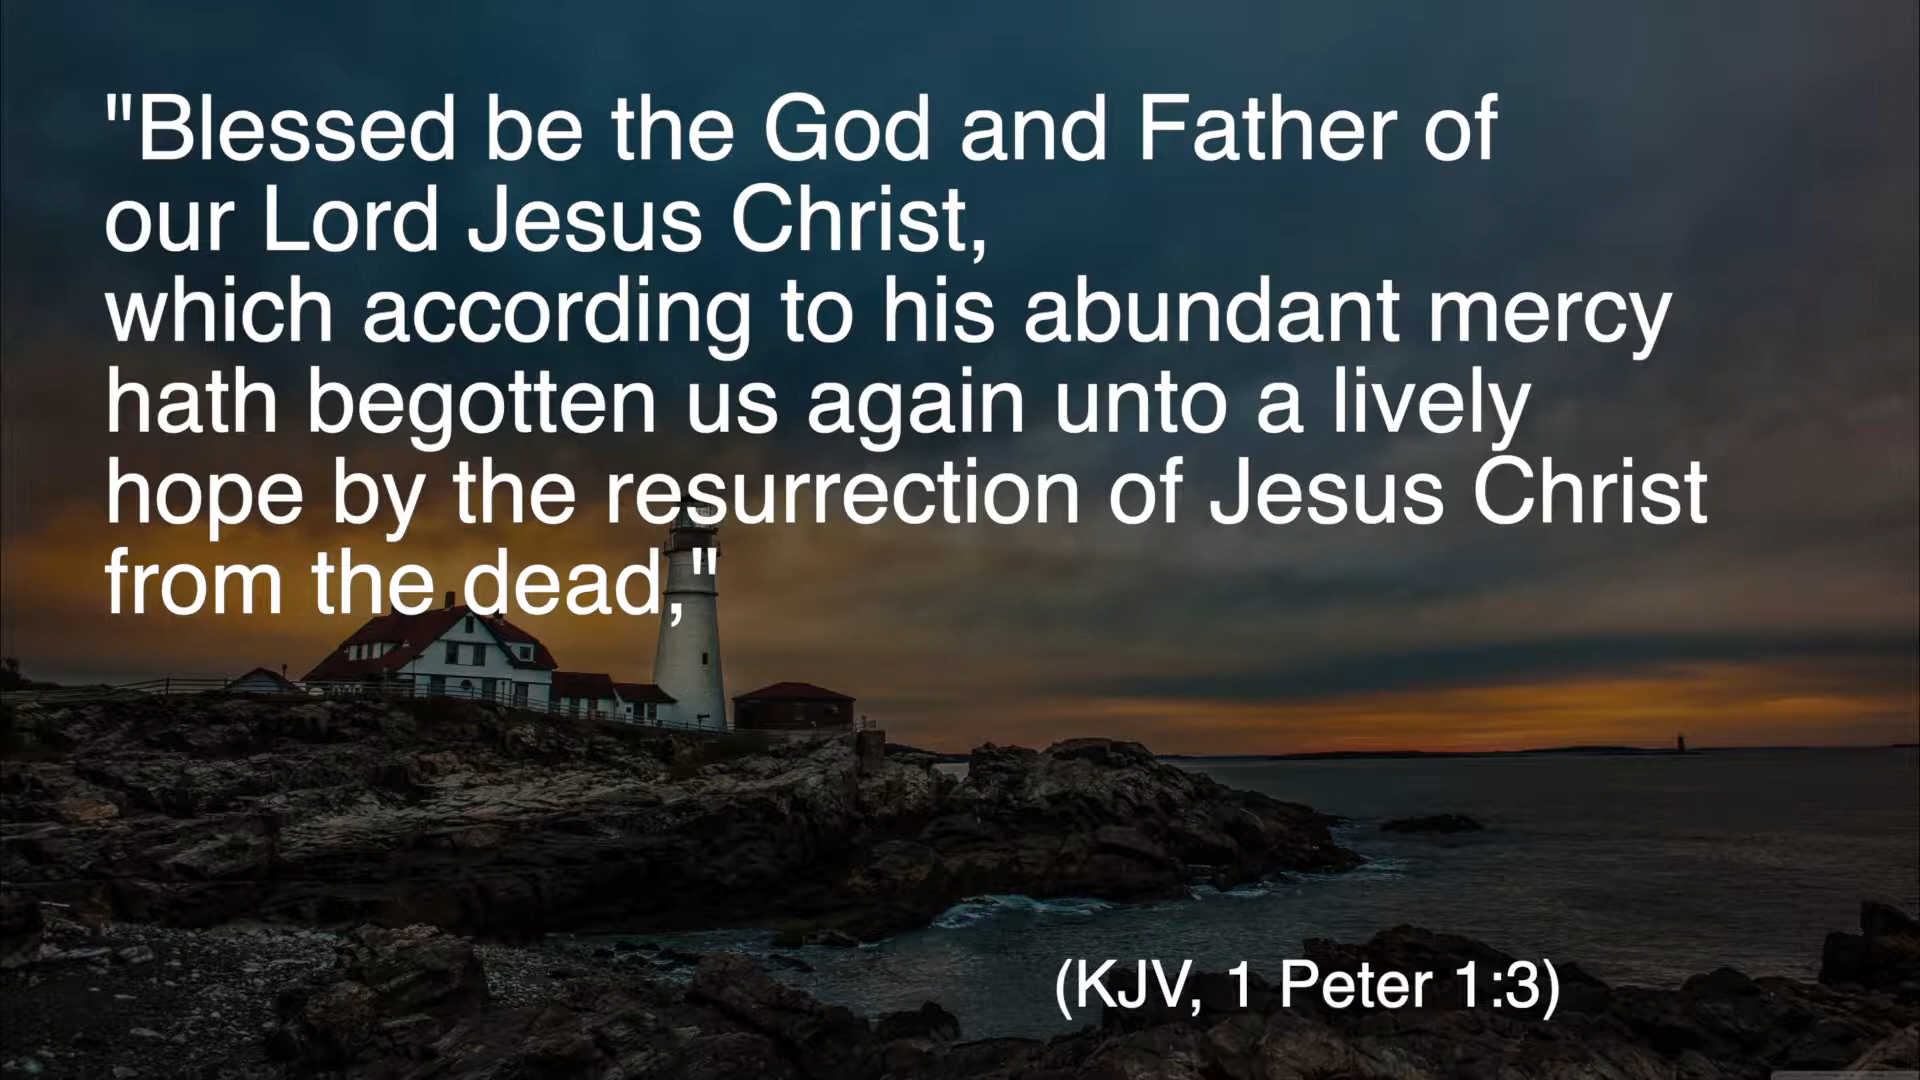 "Blessed be the God and Father of
our Lord Jesus Christ,
which according to his abundant mercy
hath begotten us again unto a lively
hope by the resurrection of Jesus Christ
from the dead,"
(KJV, 1 Peter 1:3)